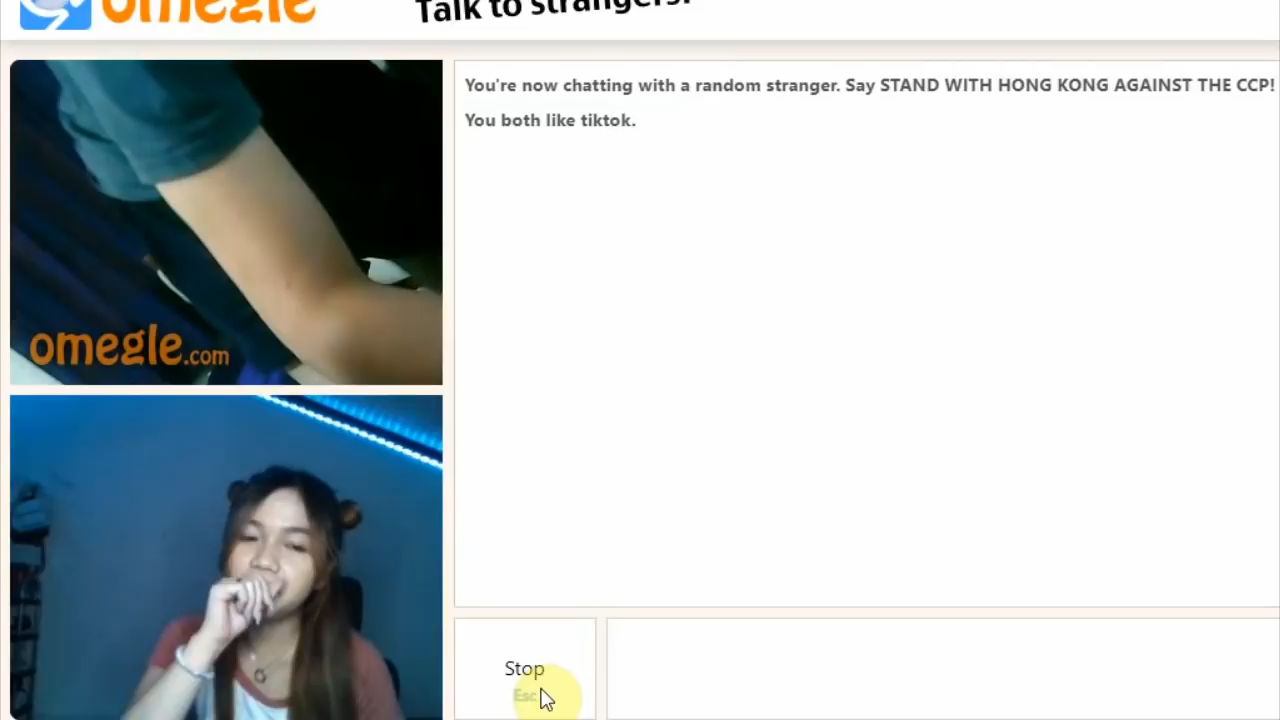 omegle
Talk to strangers!
You're now chatting with a random stranger. Say STAND WITH HONG KONG AGAINST THE CCP!
You both like tiktok.
omegle.com
Stop
Esc